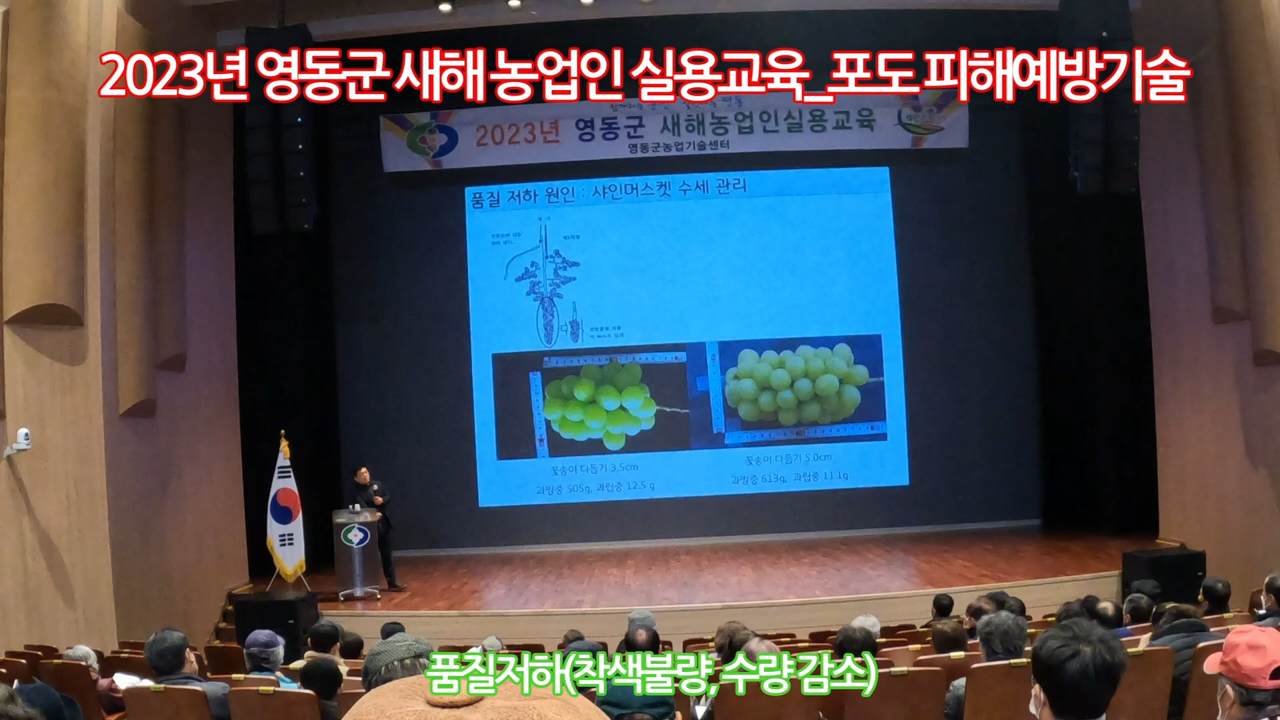 2023년 영동군 새해 농업인 실용교육_포도 피해예방기술
2023년 영동군 새해농업인실용교육
영동군농업기술센터
품질 저하 원인 : 샤인머스켓 수세 관리
꽃송이 다듬기 3.5cm
과방중 505g, 과립중 12.5 g
꽃송이 다듬기 5.0cm
과방중 613g, 과립중 11.1g
품질저하(착색불량, 수량 감소)